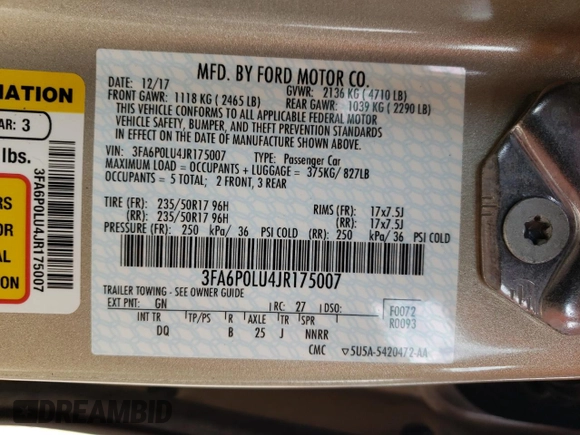 MFD. BY FORD MOTOR CO.
DATE: 12/17 GVWR: 2136 KG (4710 LB)
FRONT GAWR: 1118 KG (2465 LB) REAR GAWR: 1039 KG (2290 LB)
THIS VEHICLE CONFORMS TO ALL APPLICABLE FEDERAL MOTOR
VEHICLE SAFETY, BUMPER, AND THEFT PREVENTION STANDARDS
IN EFFECT ON THE DATE OF MANUFACTURE SHOWN ABOVE.
VIN: 3FA6P0LU4JR175007 TYPE: Passenger Car
MAXIMUM LOAD = OCCUPANTS + LUGGAGE = 375KG/ 827LB
OCCUPANTS = 5 TOTAL; 2 FRONT, 3 REAR
TIRE (FR): 235/50R17 96H RIMS (FR): 17x7.5J
(RR): 235/50R17 96H (RR): 17x7.5J
PRESSURE (FR): 250 kPa/ 36 PSI COLD (RR): 250 kPa/ 36 PSI COLD
3FA6P0LU4JR175007
TRAILER TOWING - SEE OWNER GUIDE
EXT PNT: GN RC: 27 DSO: F0072
INT TR TP/PS R AXLE TR SPR R0093
DQ B 25 J NNRR
CMC 5U5A-5420472-AA
MATION
AR: 3
lbs.
RS
OR
AL
ION
3FA6P0LU4JR175007
DREAMBID